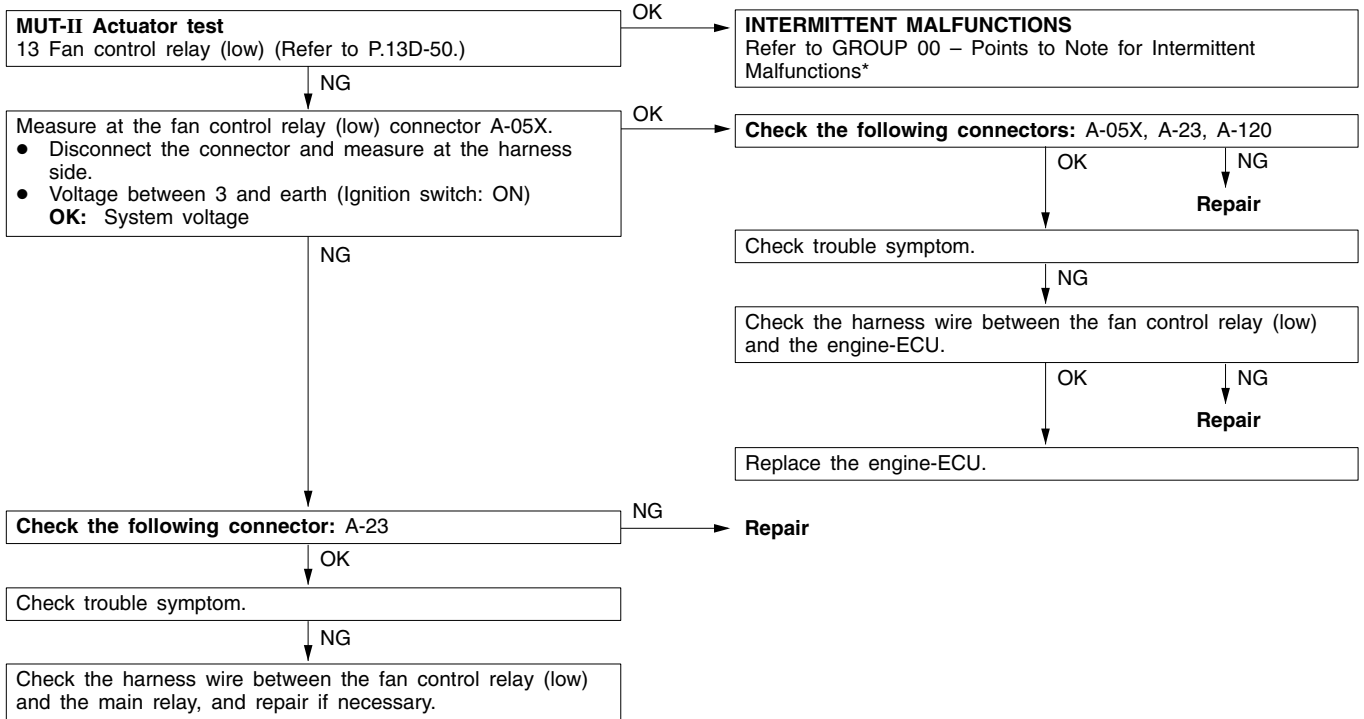 MUT-II Actuator test
13 Fan control relay (low) (Refer to P.13D-50.)
OK
INTERMITTENT MALFUNCTIONS
Refer to GROUP 00 – Points to Note for Intermittent
Malfunctions*
NG
Measure at the fan control relay (low) connector A-05X.
● Disconnect the connector and measure at the harness
side.
● Voltage between 3 and earth (Ignition switch: ON)
OK: System voltage
OK
Check the following connectors: A-05X, A-23, A-120
OK
NG
Repair
Check trouble symptom.
NG
Check the harness wire between the fan control relay (low)
and the engine-ECU.
OK
NG
Repair
Replace the engine-ECU.
NG
Check the following connector: A-23
NG
Repair
OK
Check trouble symptom.
NG
Check the harness wire between the fan control relay (low)
and the main relay, and repair if necessary.